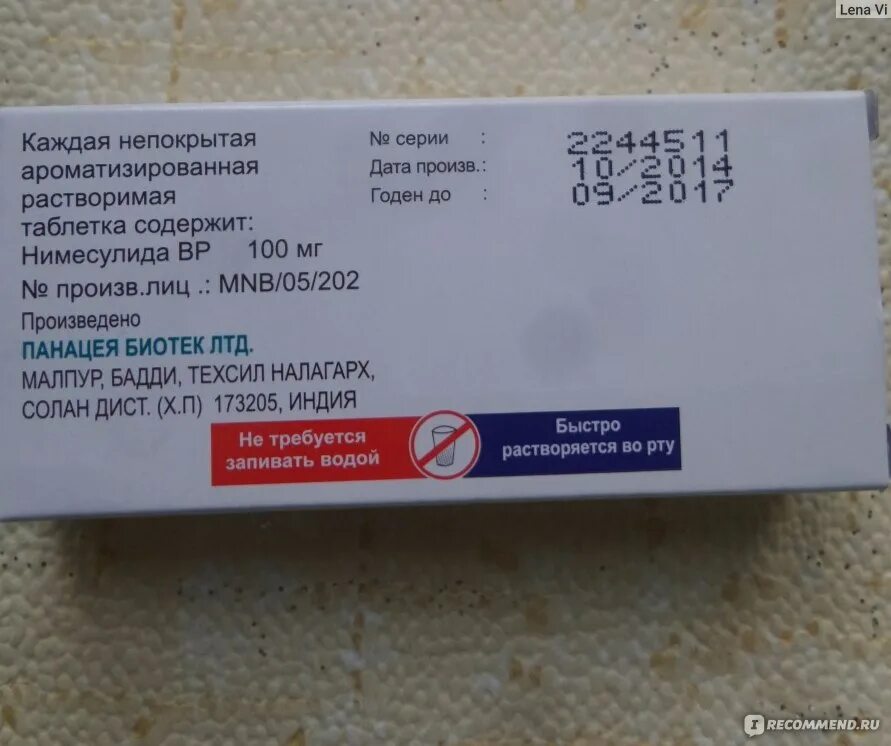 Lena Vi
Каждая непокрытая
ароматизированная
растворимая
таблетка содержит:
Нимесулида ВР 100 мг
№ произв.лиц .: MNB/05/202
Произведено
ПАНАЦЕЯ БИОТЕК ЛТД.
МАЛПУР, БАДДИ, ТЕХСИЛ НАЛАГАРХ,
СОЛАН ДИСТ. (Х.П) 173205, ИНДИЯ
№ серии : 2244511
Дата произв.: 10/2014
Годен до : 09/2017
Не требуется
запивать водой
Быстро
растворяется во рту
IRECOMMEND.RU